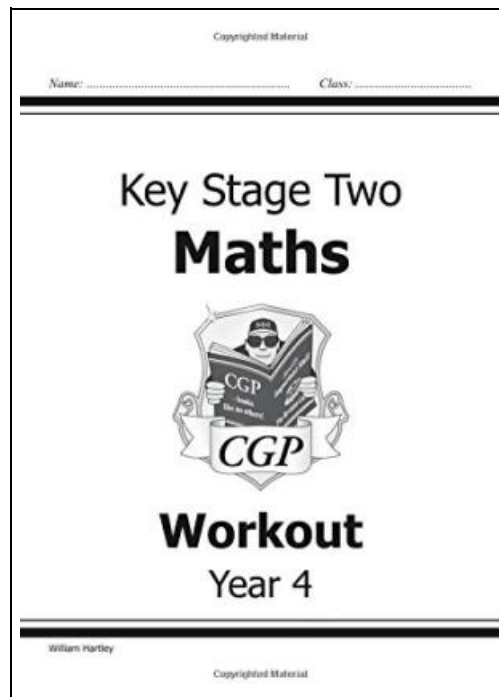 Copyrighted Material
Name: ........................................................ Class: ................................
Key Stage Two
Maths
CGP
CGP
Workout
Year 4
William Hartley
Copyrighted Material